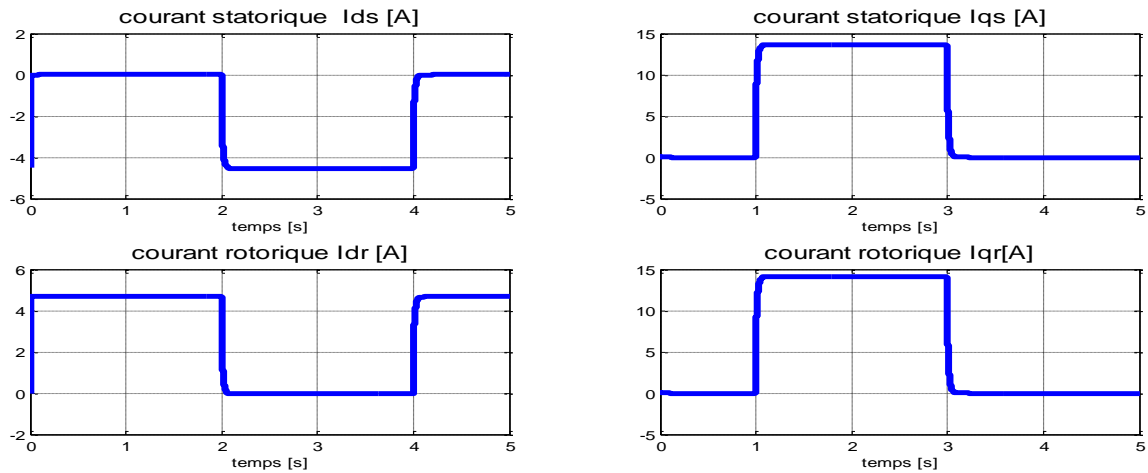 courant statorique Ids [A]
2
0
-2
-4
-6
0 1 2 3 4 5
temps [s]
courant statorique Iqs [A]
15
10
5
0
-5
0 1 2 3 4 5
temps [s]
courant rotorique Idr [A]
6
4
2
0
-2
0 1 2 3 4 5
temps [s]
courant rotorique Iqr[A]
15
10
5
0
-5
0 1 2 3 4 5
temps [s]